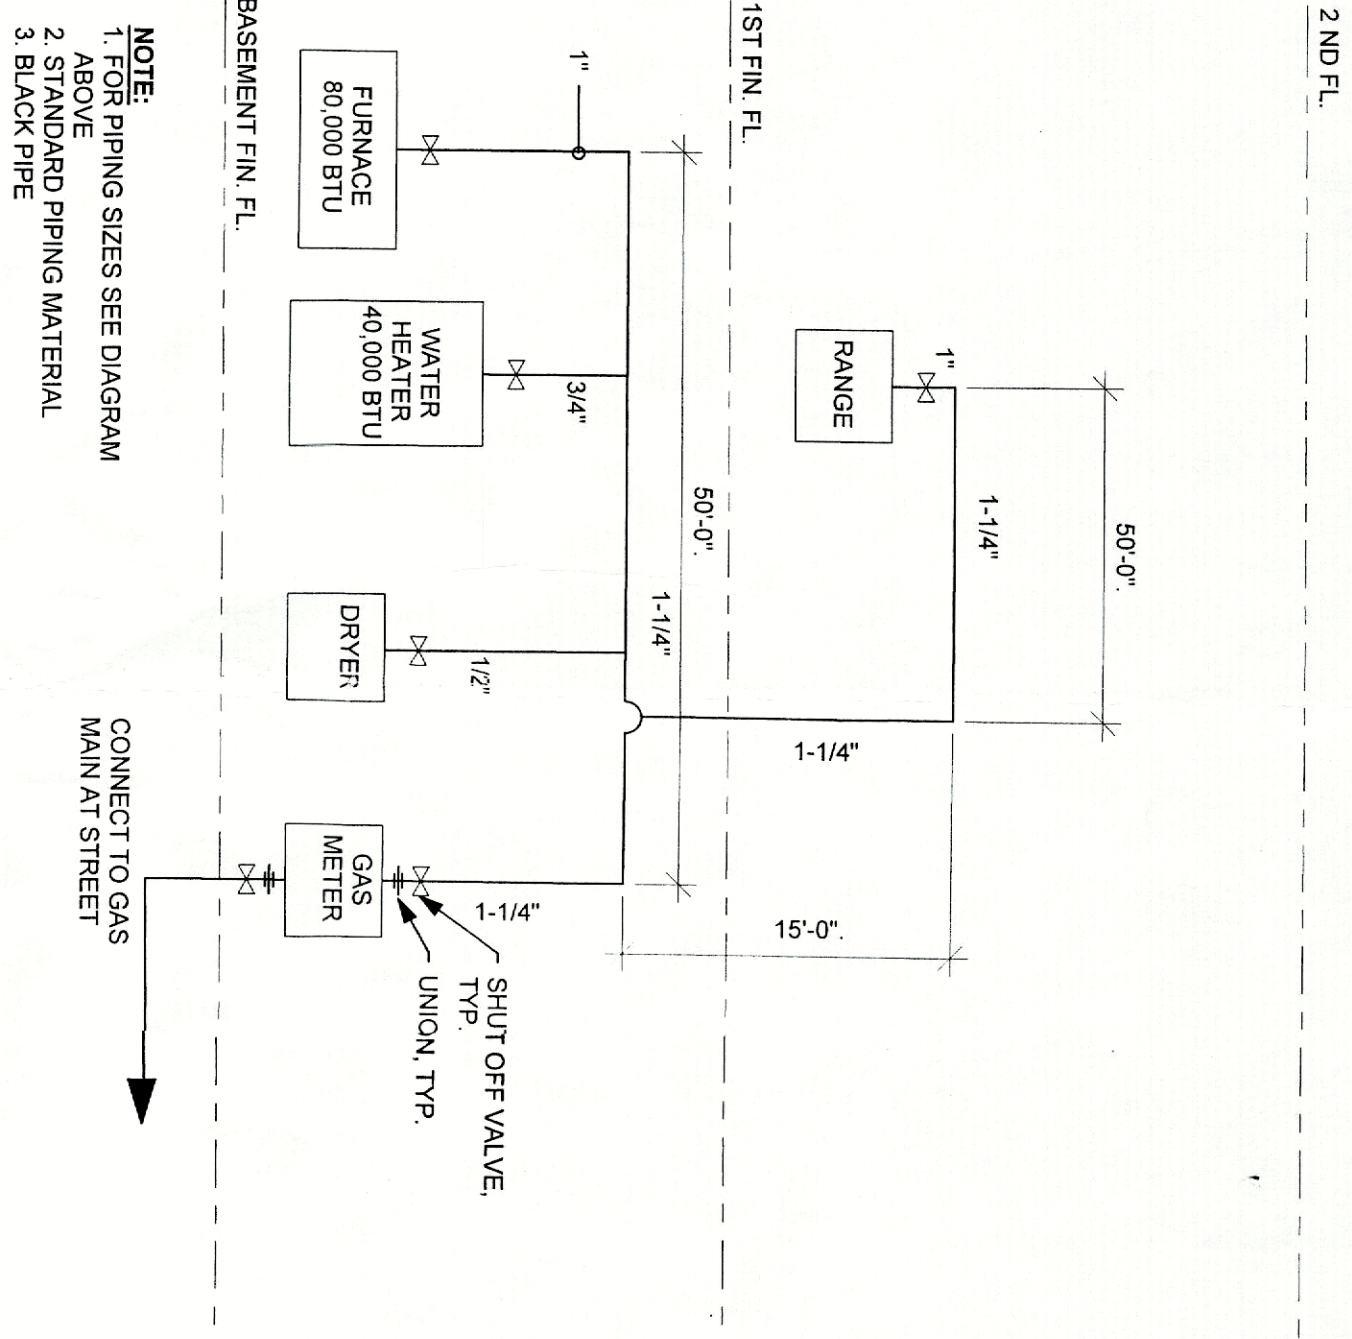 2 ND FL.
50'-0".
1-1/4"
1"
RANGE
1-1/4"
15'-0".
1ST FIN. FL.
50'-0".
1-1/4"
1"
3/4"
1/2"
1-1/4"
SHUT OFF VALVE,
TYP.
UNION, TYP.
FURNACE
80,000 BTU
WATER
HEATER
40,000 BTU
DRYER
GAS
METER
BASEMENT FIN. FL.
CONNECT TO GAS
MAIN AT STREET
NOTE:
1. FOR PIPING SIZES SEE DIAGRAM
ABOVE
2. STANDARD PIPING MATERIAL
3. BLACK PIPE